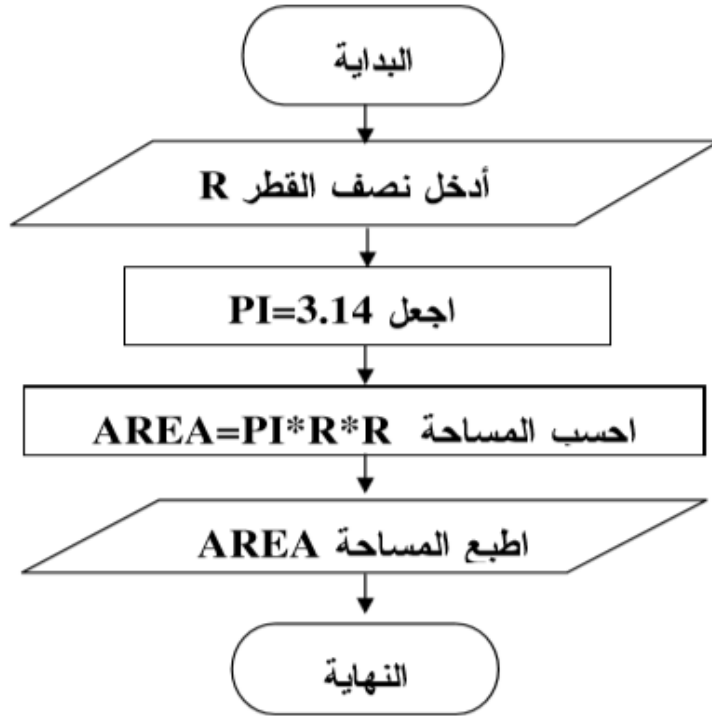 البداية
أدخل نصف القطر R
اجعل PI=3.14
احسب المساحة AREA=PI*R*R
اطبع المساحة AREA
النهاية